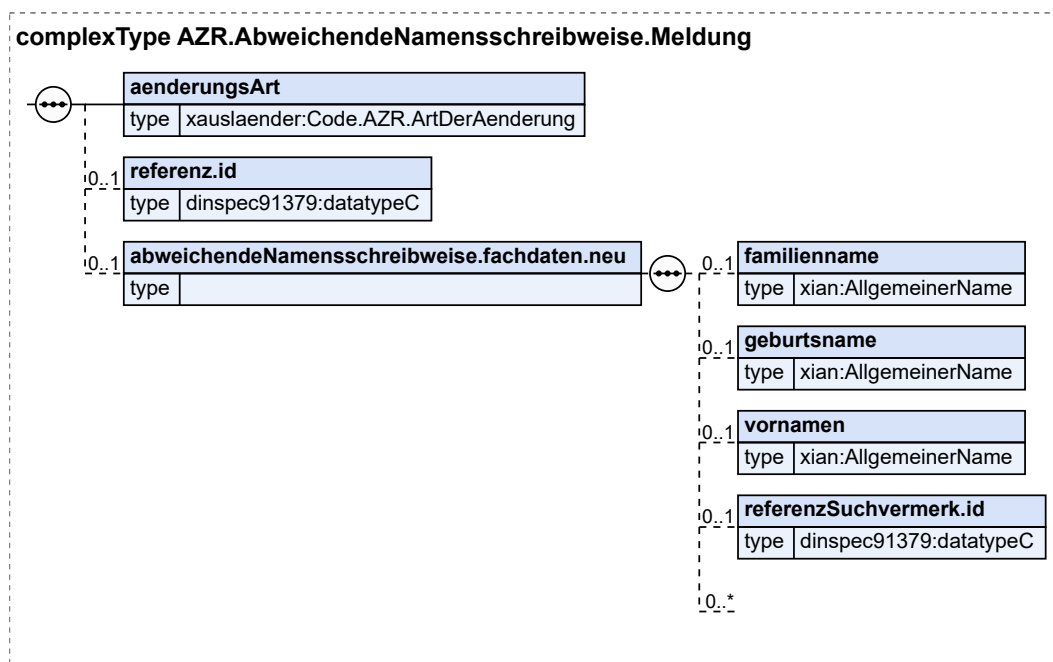 complexType AZR.AbweichendeNamensschreibweise.Meldung
aenderungsArt
type xauslaender:Code.AZR.ArtDerAenderung
0..1 referenz.id
type dinspec91379:datatypeC
0..1 abweichendeNamensschreibweise.fachdaten.neu
type
0..1 familienname
type xian:AllgemeinerName
0..1 geburtsname
type xian:AllgemeinerName
0..1 vornamen
type xian:AllgemeinerName
0..1 referenzSuchvermerk.id
type dinspec91379:datatypeC
0..*